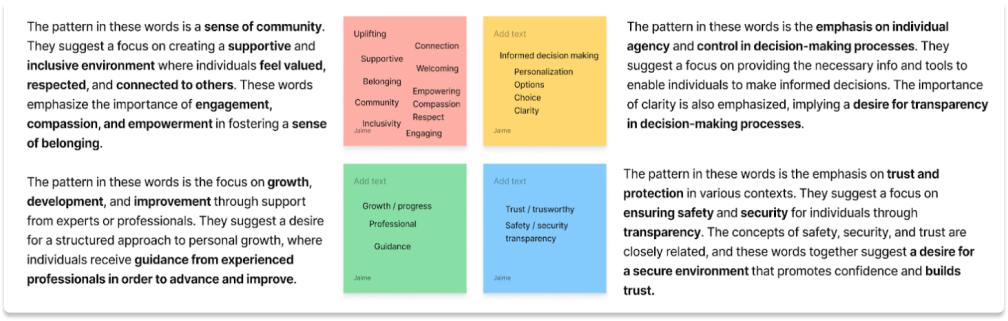 The pattern in these words is a sense of community.
They suggest a focus on creating a supportive and
inclusive environment where individuals feel valued,
respected, and connected to others. These words
emphasize the importance of engagement,
compassion, and empowerment in fostering a sense
of belonging.
Uplifting
Connection
Supportive
Welcoming
Belonging
Empowering
Community
Compassion
Respect
Inclusivity
Jaime
Engaging
Add text
Informed decision making
Personalization
Options
Choice
Clarity
Jaime
The pattern in these words is the emphasis on individual
agency and control in decision-making processes. They
suggest a focus on providing the necessary info and tools to
enable individuals to make informed decisions. The importance
of clarity is also emphasized, implying a desire for transparency
in decision-making processes.
The pattern in these words is the focus on growth,
development, and improvement through support
from experts or professionals. They suggest a desire
for a structured approach to personal growth, where
individuals receive guidance from experienced
professionals in order to advance and improve.
Add text
Growth / progress
Professional
Guidance
Jaime
Add text
Trust / trusworthy
Safety / security
transparency
Jaime
The pattern in these words is the emphasis on trust and
protection in various contexts. They suggest a focus on
ensuring safety and security for individuals through
transparency. The concepts of safety, security, and trust are
closely related, and these words together suggest a desire for
a secure environment that promotes confidence and builds
trust.